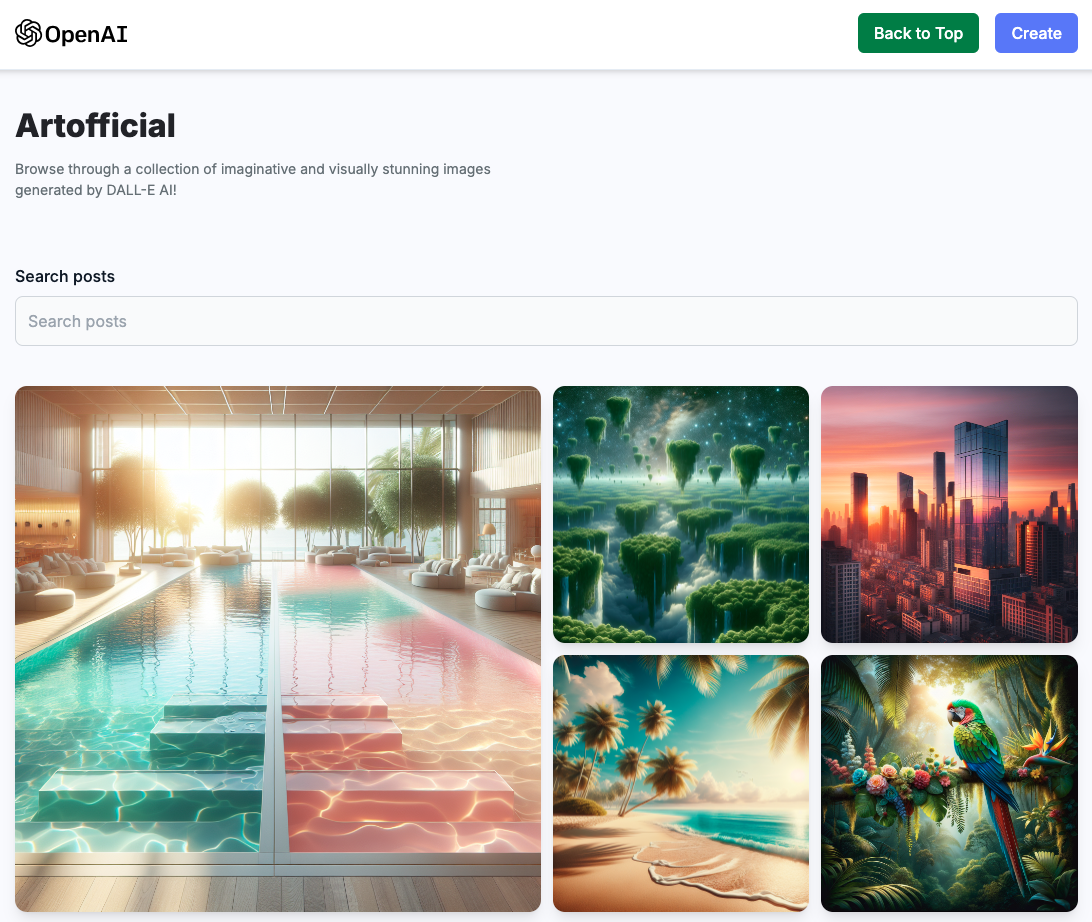 OpenAI
Back to Top
Create
Artofficial
Browse through a collection of imaginative and visually stunning images
generated by DALL-E AI!
Search posts
Search posts